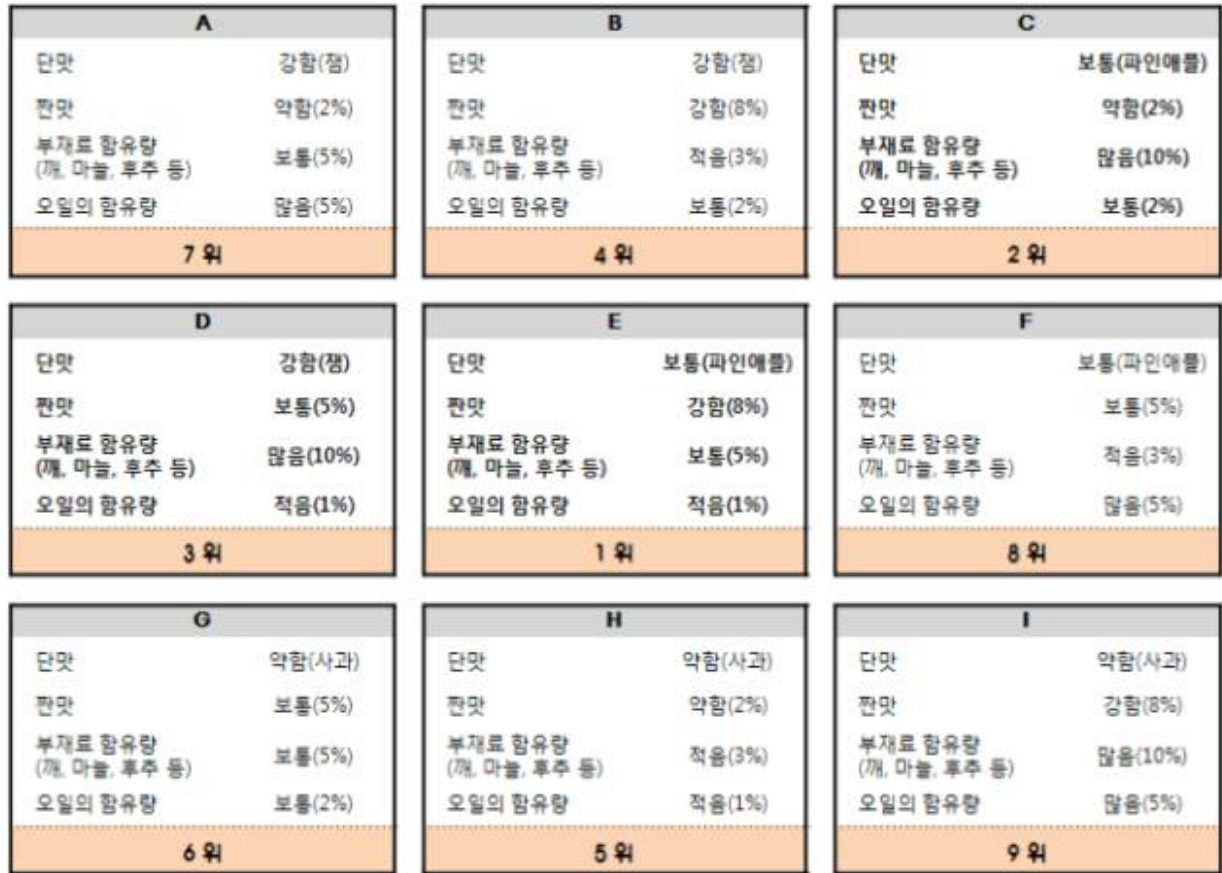 A
단맛 강함(잼)
짠맛 약함(2%)
부재료 함유량
(깨, 마늘, 후추 등) 보통(5%)
오일의 함유량 많음(5%)
7 위
B
단맛 강함(잼)
짠맛 강함(8%)
부재료 함유량
(깨, 마늘, 후추 등) 적음(3%)
오일의 함유량 보통(2%)
4 위
C
단맛 보통(파인애플)
짠맛 약함(2%)
부재료 함유량
(깨, 마늘, 후추 등) 많음(10%)
오일의 함유량 보통(2%)
2 위
D
단맛 강함(잼)
짠맛 보통(5%)
부재료 함유량
(깨, 마늘, 후추 등) 많음(10%)
오일의 함유량 적음(1%)
3 위
E
단맛 보통(파인애플)
짠맛 강함(8%)
부재료 함유량
(깨, 마늘, 후추 등) 보통(5%)
오일의 함유량 적음(1%)
1 위
F
단맛 보통(파인애플)
짠맛 보통(5%)
부재료 함유량
(깨, 마늘, 후추 등) 적음(3%)
오일의 함유량 많음(5%)
8 위
G
단맛 약함(사과)
짠맛 보통(5%)
부재료 함유량
(깨, 마늘, 후추 등) 보통(5%)
오일의 함유량 보통(2%)
6 위
H
단맛 약함(사과)
짠맛 약함(2%)
부재료 함유량
(깨, 마늘, 후추 등) 적음(3%)
오일의 함유량 적음(1%)
5 위
I
단맛 약함(사과)
짠맛 강함(8%)
부재료 함유량
(깨, 마늘, 후추 등) 많음(10%)
오일의 함유량 많음(5%)
9 위